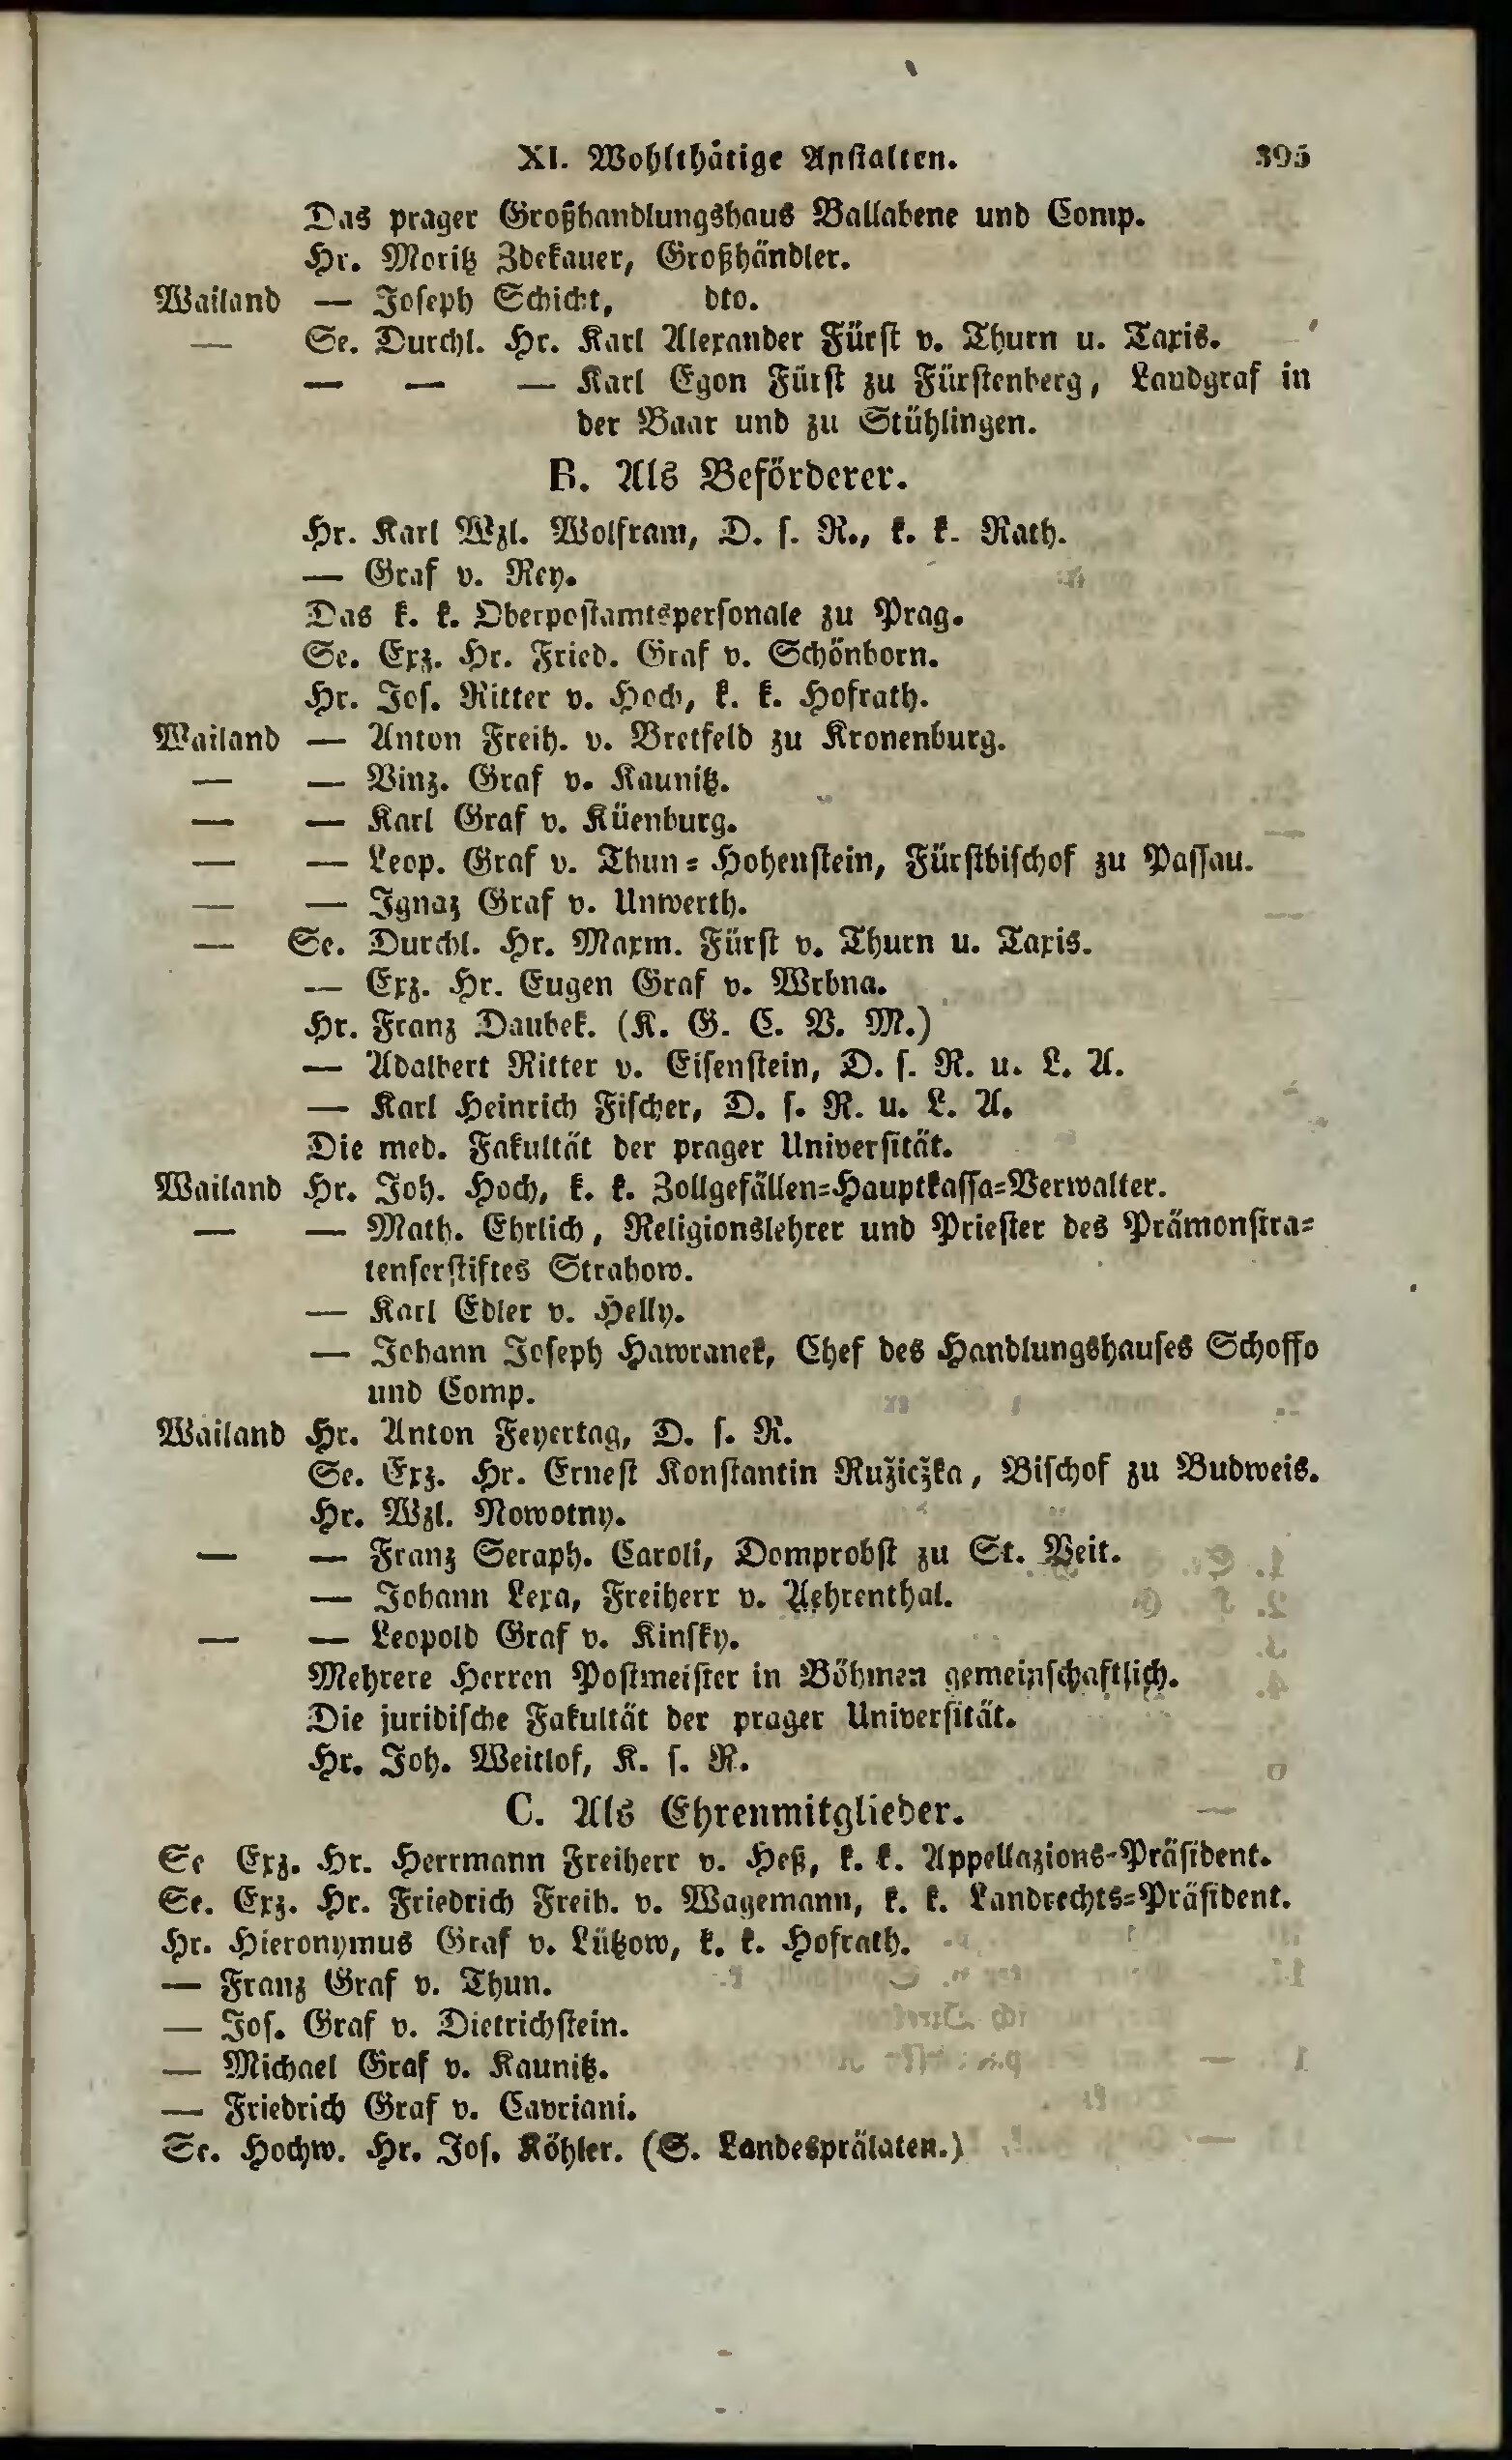 XI. Wohlthätige Anstalten. 395
Das prager Großhandlungshaus Ballabene und Comp.
Hr. Moritz Zdekauer, Großhändler.
Wailand — Joseph Schicht, dto.
— Se. Durchl. Hr. Karl Alexander Fürst v. Thurn u. Taxis.
— — — Karl Egon Fürst zu Fürstenberg, Landgraf in
der Baar und zu Stühlingen.
B. Als Beförderer.
Hr. Karl Wzl. Wolfram, D. s. R., k. k. Rath.
— Graf v. Rey.
Das k. k. Oberpostamtspersonale zu Prag.
Se. Exz. Hr. Fried. Graf v. Schönborn.
Hr. Jos. Ritter v. Hoch, k. k. Hofrath.
Wailand — Anton Freih. v. Bretfeld zu Kronenburg.
— — Vinz. Graf v. Kaunitz.
— — Karl Graf v. Küenburg.
— — Leop. Graf v. Thun-Hohenstein, Fürstbischof zu Passau.
— — Ignaz Graf v. Unwerth.
— Se. Durchl. Hr. Maxm. Fürst v. Thurn u. Taxis.
— Exz. Hr. Eugen Graf v. Wrbna.
Hr. Franz Daubek. (K. G. C. V. M.)
— Adalbert Ritter v. Eisenstein, D. s. R. u. L. A.
— Karl Heinrich Fischer, D. s. R. u. L. A.
Die med. Fakultät der prager Universität.
Wailand Hr. Joh. Hoch, k. k. Zollgefällen-Hauptkassa-Verwalter.
— — Math. Ehrlich, Religionslehrer und Priester des Prämonstra-
tenserstiftes Strahow.
— Karl Edler v. Helly.
— Johann Joseph Hawranek, Chef des Handlungshauses Schoffo
und Comp.
Wailand Hr. Anton Feyertag, D. s. R.
Se. Exz. Hr. Ernest Konstantin Ružička, Bischof zu Budweis.
Hr. Wzl. Nowotny.
— — Franz Seraph. Caroli, Domprobst zu St. Veit.
— Johann Lexa, Freiherr v. Aehrenthal.
— — Leopold Graf v. Kinsky.
Mehrere Herren Postmeister in Böhmen gemeinschaftlich.
Die juridische Fakultät der prager Universität.
Hr. Joh. Weitlof, K. s. R.
C. Als Ehrenmitglieder.
Se Exz. Hr. Herrmann Freiherr v. Heß, k. k. Appellazions-Präsident.
Se. Exz. Hr. Friedrich Freih. v. Wagemann, k. k. Landrechts-Präsident.
Hr. Hieronymus Graf v. Lützow, k. k. Hofrath.
— Franz Graf v. Thun.
— Jos. Graf v. Dietrichstein.
— Michael Graf v. Kaunitz.
— Friedrich Graf v. Cavriani.
Se. Hochw. Hr. Jos. Köhler. (S. Landesprälaten.)